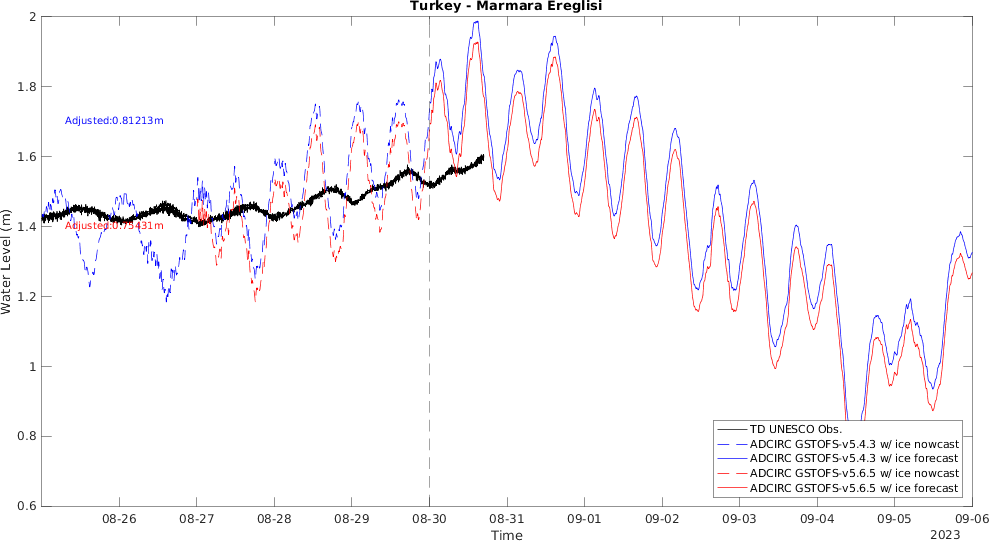 Turkey - Marmara Ereglisi
2
1.8
1.6
1.4
1.2
1
0.8
0.6
Water Level (m)
Adjusted:0.81213m
Adjusted:0.75431m
TD UNESCO Obs.
ADCIRC GSTOFS-v5.4.3 w/ ice nowcast
ADCIRC GSTOFS-v5.4.3 w/ ice forecast
ADCIRC GSTOFS-v5.6.5 w/ ice nowcast
ADCIRC GSTOFS-v5.6.5 w/ ice forecast
08-26 08-27 08-28 08-29 08-30 08-31 09-01 09-02 09-03 09-04 09-05 09-06
Time
2023